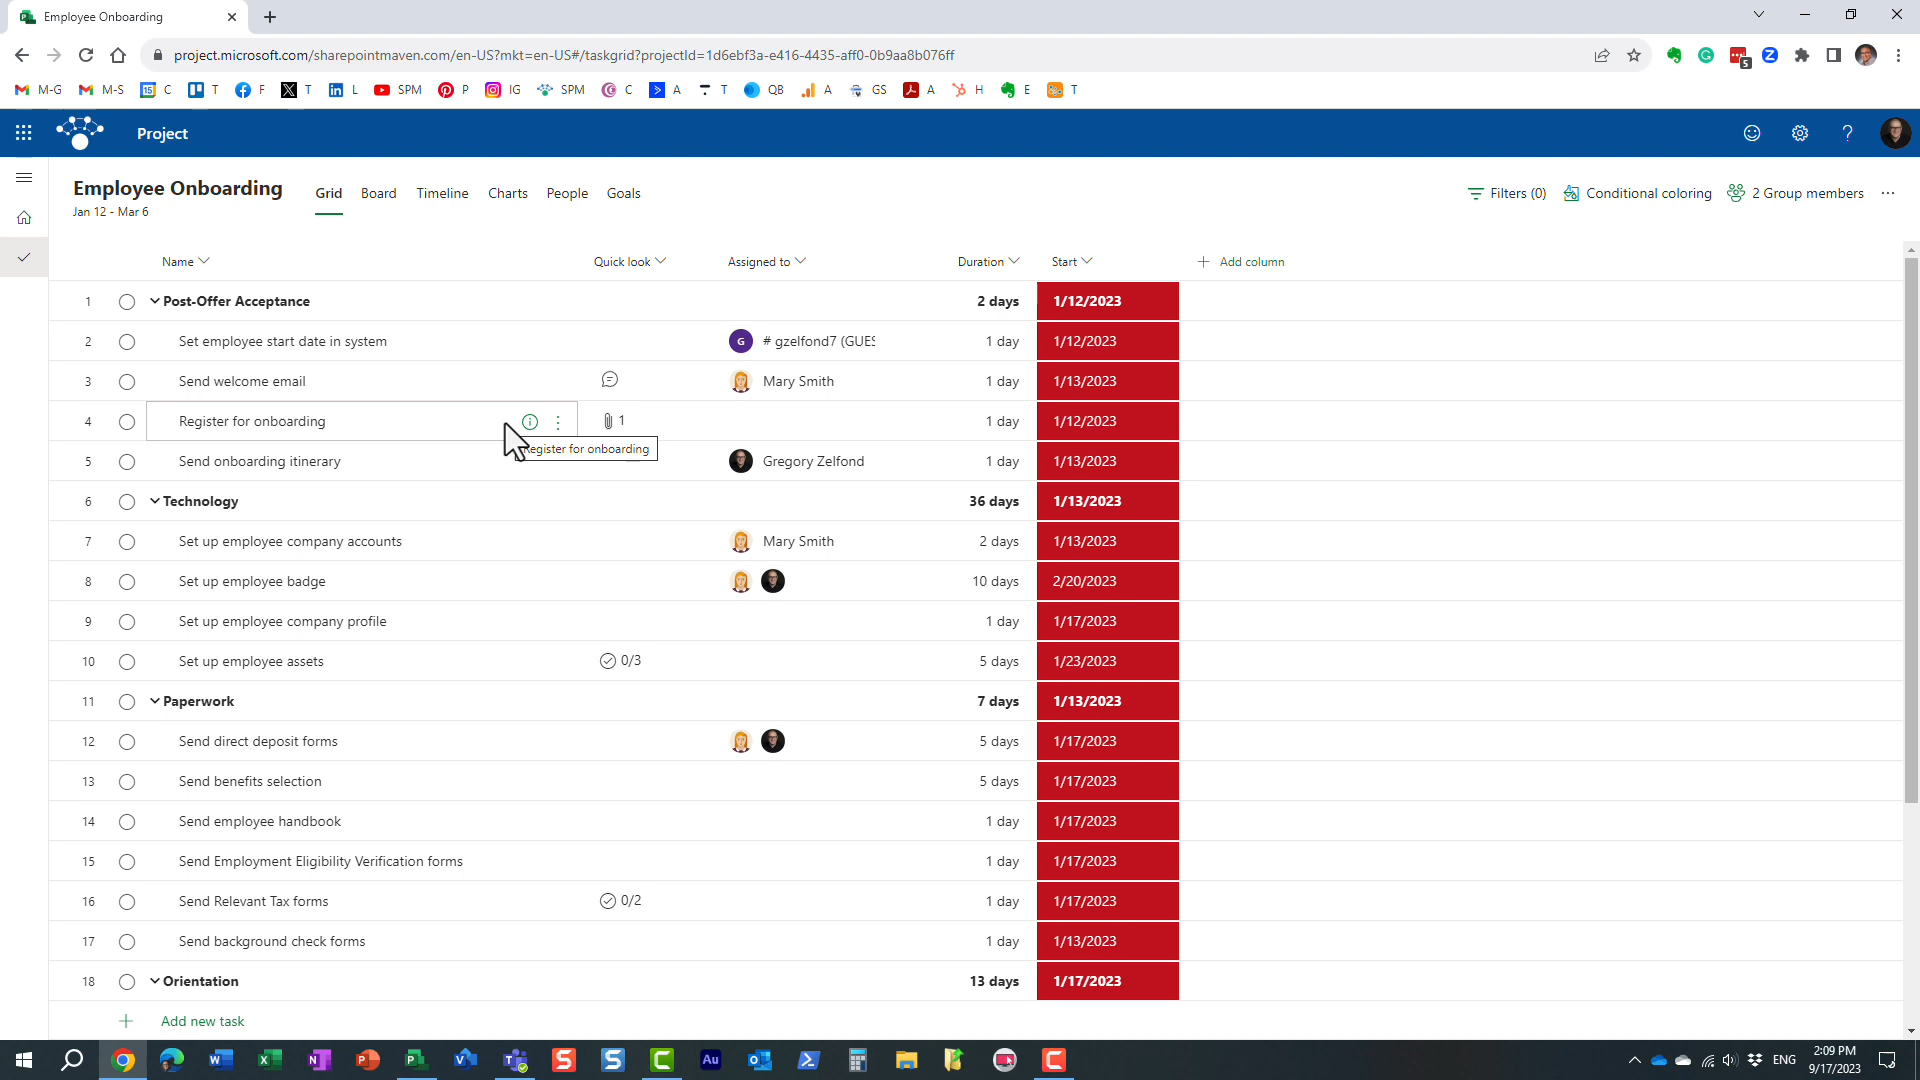 Employee Onboarding
project.microsoft.com/sharepointmaven.com/en-US?mkt=en-US#/taskgrid?projectId=1d6ebf3a-e416-4435-aff0-0b9aa8b076ff
5
M-G M-S 15 C T F T L SPM P IG SPM C A T QB A GS A H E T
Project
Employee Onboarding
Jan 12 - Mar 6
Grid Board Timeline Charts People Goals
Filters (0) Conditional coloring 2 Group members
Name Quick look Assigned to Duration Start Add column
1 Post-Offer Acceptance 2 days 1/12/2023
2 Set employee start date in system G # gzelfond7 (GUES 1 day 1/12/2023
3 Send welcome email Mary Smith 1 day 1/13/2023
4 Register for onboarding 1 1 day 1/12/2023
Register for onboarding
5 Send onboarding itinerary Gregory Zelfond 1 day 1/13/2023
6 Technology 36 days 1/13/2023
7 Set up employee company accounts Mary Smith 2 days 1/13/2023
8 Set up employee badge 10 days 2/20/2023
9 Set up employee company profile 1 day 1/17/2023
10 Set up employee assets 0/3 5 days 1/23/2023
11 Paperwork 7 days 1/13/2023
12 Send direct deposit forms 5 days 1/17/2023
13 Send benefits selection 5 days 1/17/2023
14 Send employee handbook 1 day 1/17/2023
15 Send Employment Eligibility Verification forms 1 day 1/17/2023
16 Send Relevant Tax forms 0/2 1 day 1/17/2023
17 Send background check forms 1 day 1/13/2023
18 Orientation 13 days 1/17/2023
Add new task
ENG 2:09 PM
9/17/2023